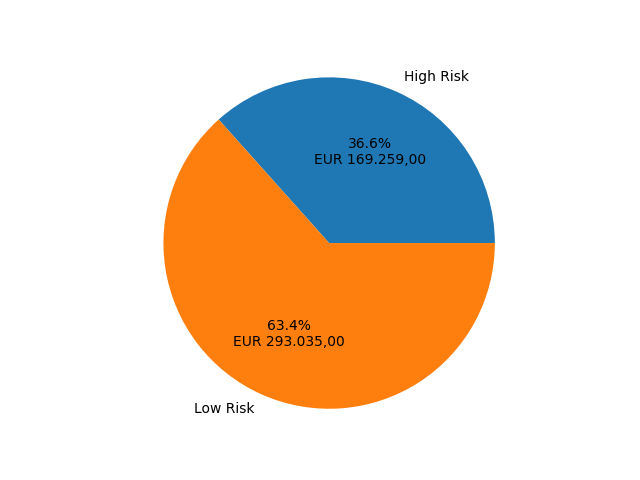 High Risk
36.6%
EUR 169.259,00
63.4%
EUR 293.035,00
Low Risk